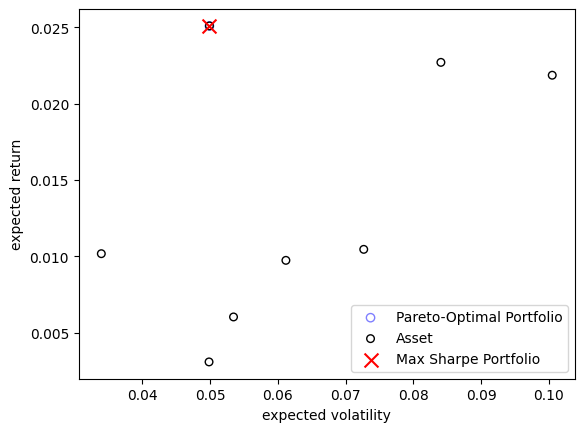 0.025
0.020
0.015
0.010
0.005
expected return
0.04 0.05 0.06 0.07 0.08 0.09 0.10
expected volatility
Pareto-Optimal Portfolio
Asset
Max Sharpe Portfolio